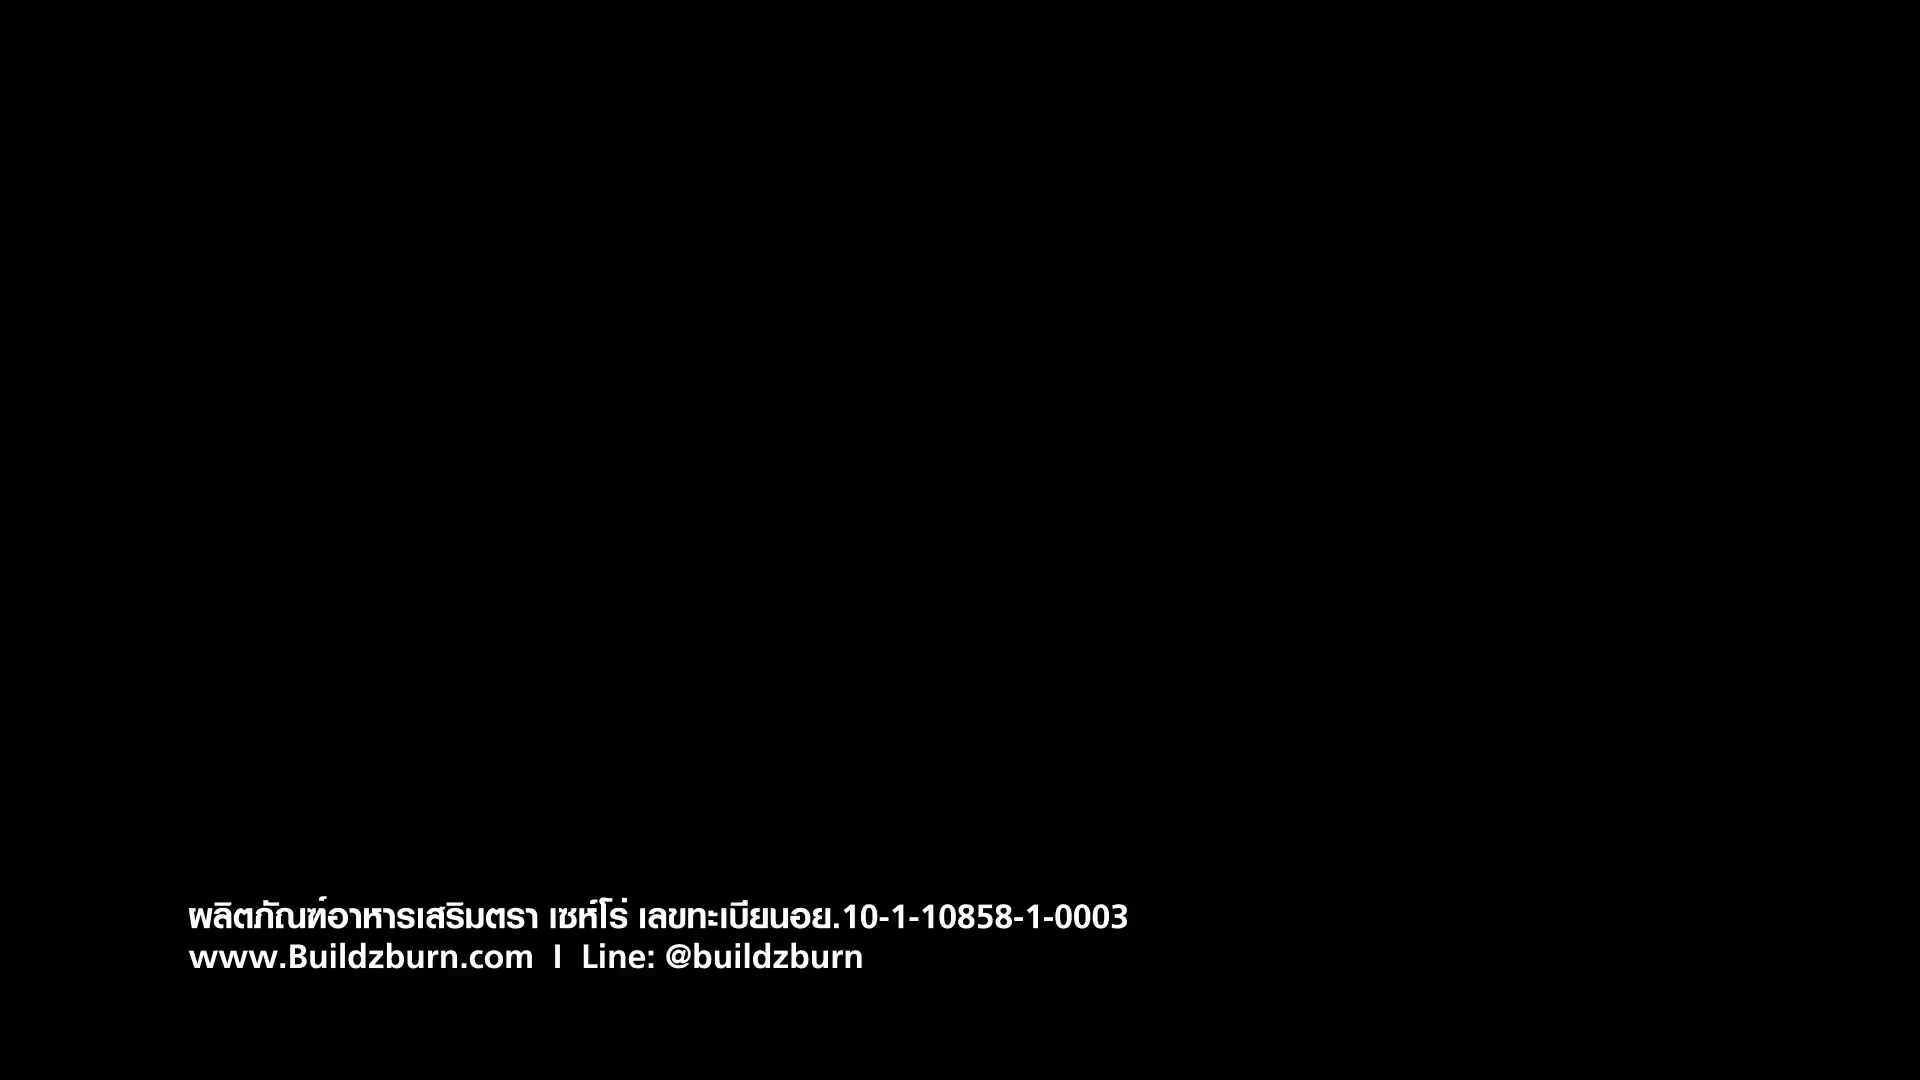 ผลิตภัณฑ์อาหารเสริมตรา เซห์โร่ เลขทะเบียนอย.10-1-10858-1-0003
www.Buildzburn.com I Line: @buildzburn